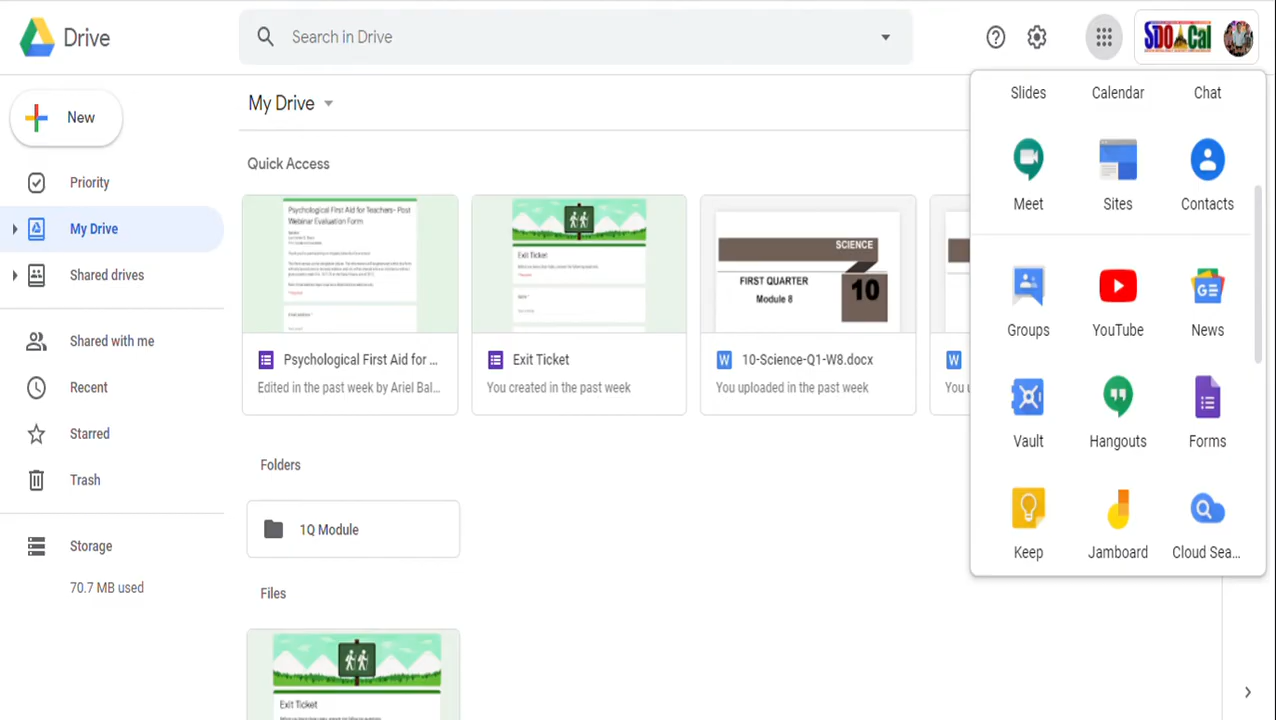 Drive
Search in Drive
SDO Cal
New
Priority
My Drive
Shared drives
Shared with me
Recent
Starred
Trash
Storage
70.7 MB used
My Drive
Quick Access
Psychological First Aid for Teachers- Post
Webinar Evaluation Form
Psychological First Aid for ...
Edited in the past week by Ariel Bal...
Exit Ticket
Exit Ticket
You created in the past week
SCIENCE
FIRST QUARTER
Module 8
10
W
10-Science-Q1-W8.docx
You uploaded in the past week
W
You u
Folders
1Q Module
Files
Exit Ticket
Slides
Calendar
Chat
Meet
Sites
Contacts
Groups
YouTube
GE
News
Vault
Hangouts
Forms
Keep
Jamboard
Cloud Sea...